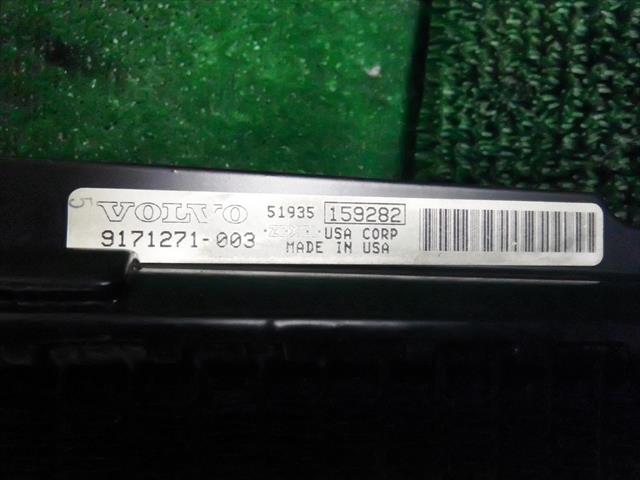 VOLVO 51935 159282
9171271-003 USA CORP
MADE IN USA